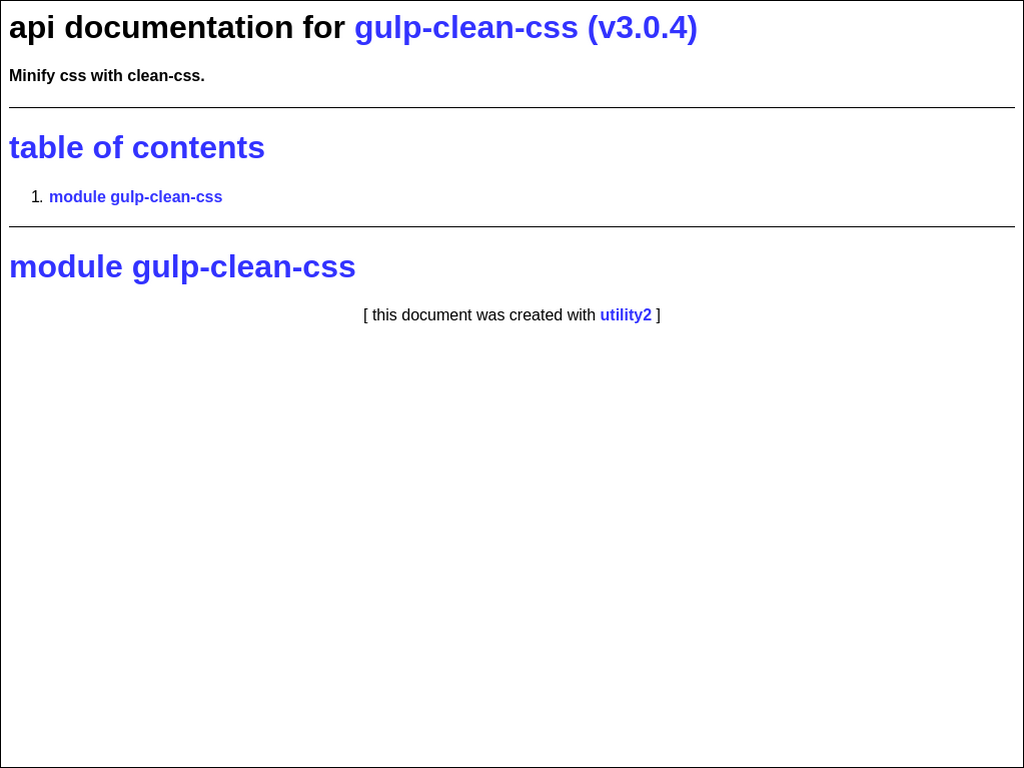 api documentation for gulp-clean-css (v3.0.4)
Minify css with clean-css.
table of contents
1. module gulp-clean-css
module gulp-clean-css
[ this document was created with utility2 ]